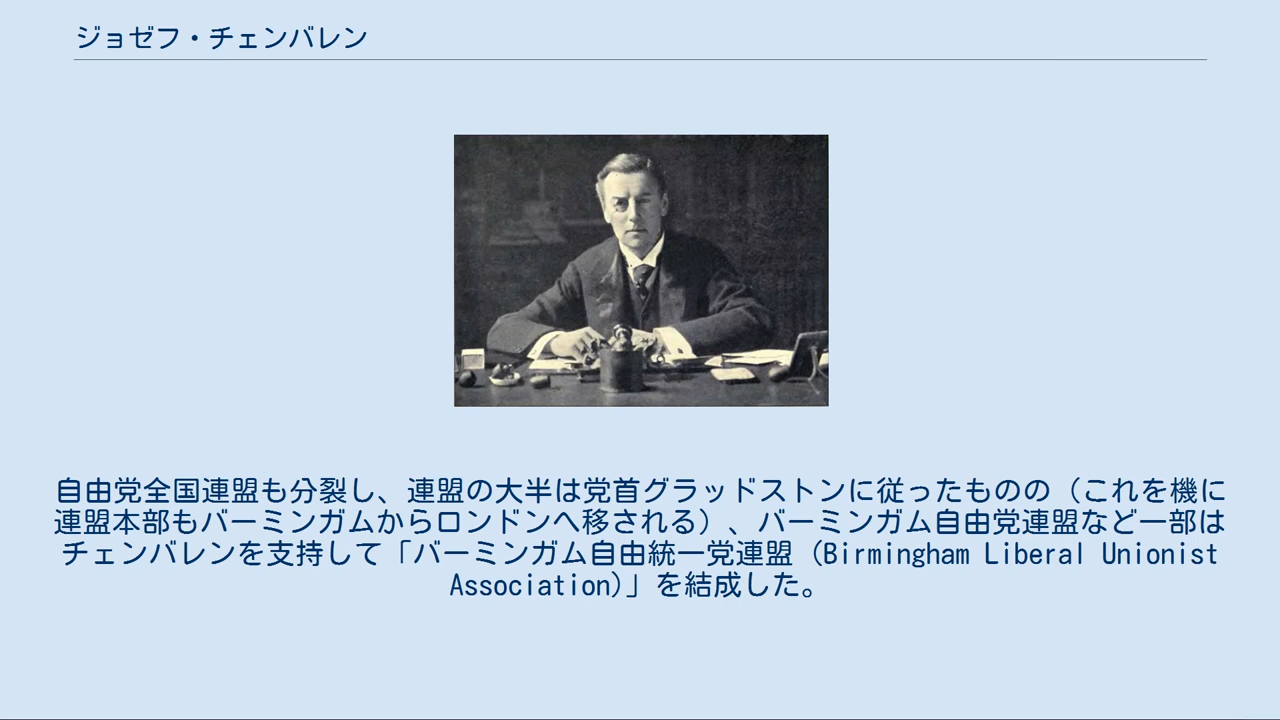 ジョゼフ・チェンバレン
自由党全国連盟も分裂し、連盟の大半は党首グラッドストンに従ったものの（これを機に
連盟本部もバーミンガムからロンドンへ移される）、バーミンガム自由党連盟など一部は
チェンバレンを支持して「バーミンガム自由統一党連盟 (Birmingham Liberal Unionist
Association)」を結成した。